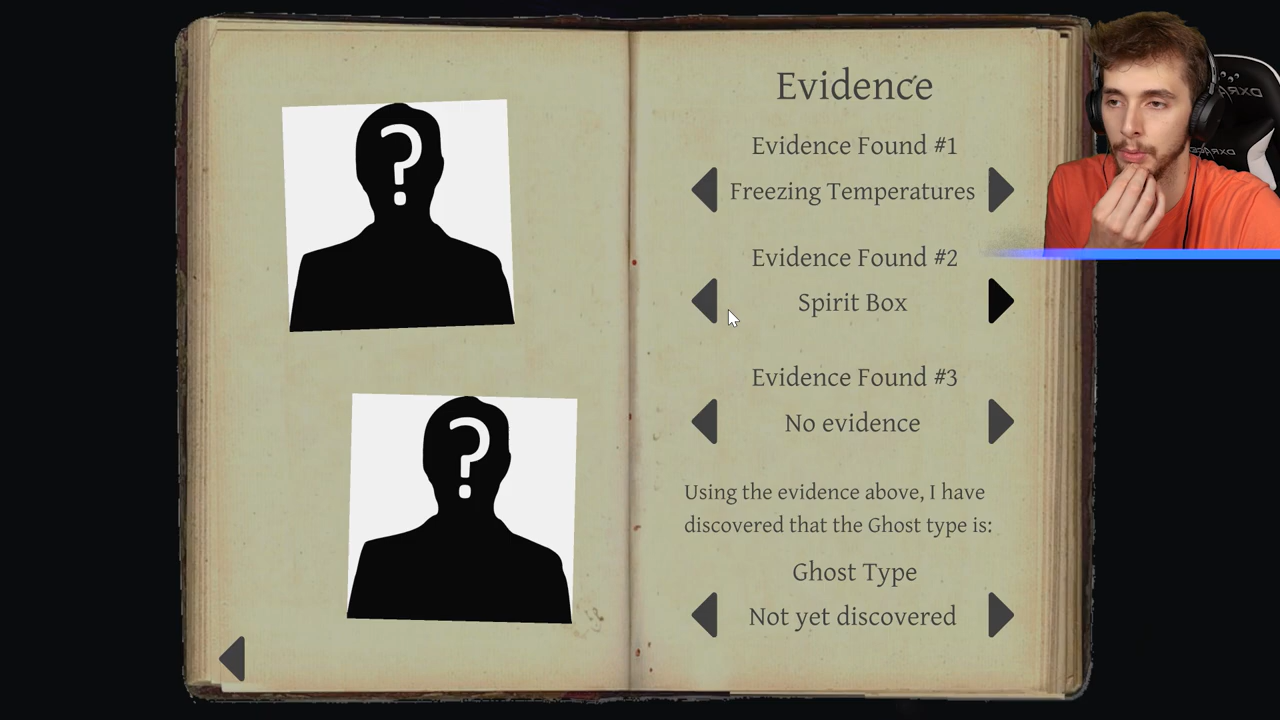 Evidence
Evidence Found #1
Freezing Temperatures
Evidence Found #2
Spirit Box
Evidence Found #3
No evidence
Using the evidence above, I have
discovered that the Ghost type is:
Ghost Type
Not yet discovered
?
?